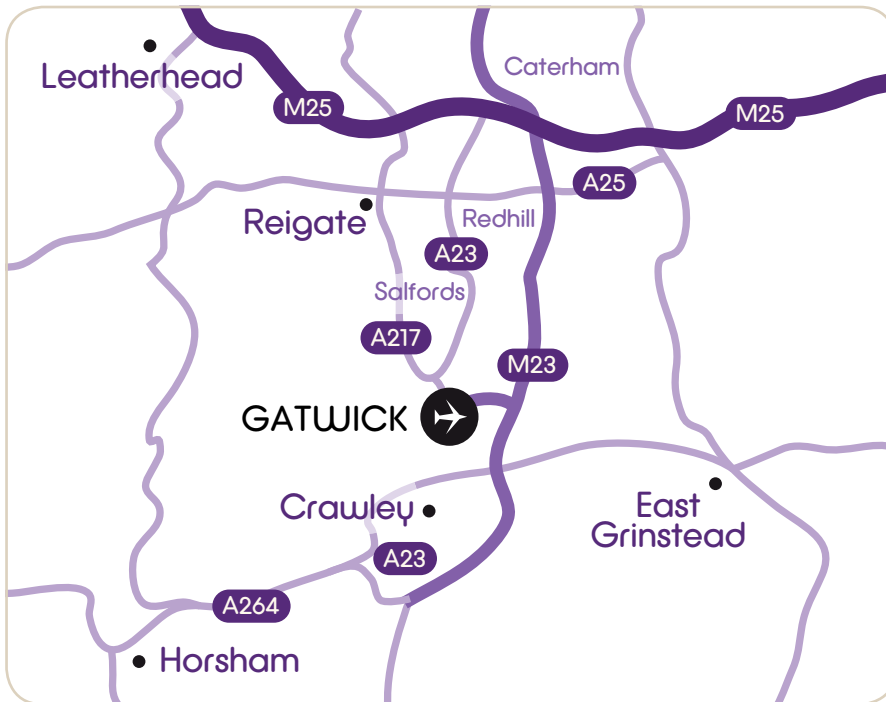 Leatherhead
Caterham
M25
M25
A25
Reigate
Redhill
A23
Salfords
A217
M23
GATWICK
Crawley
East
Grinstead
A23
A264
Horsham